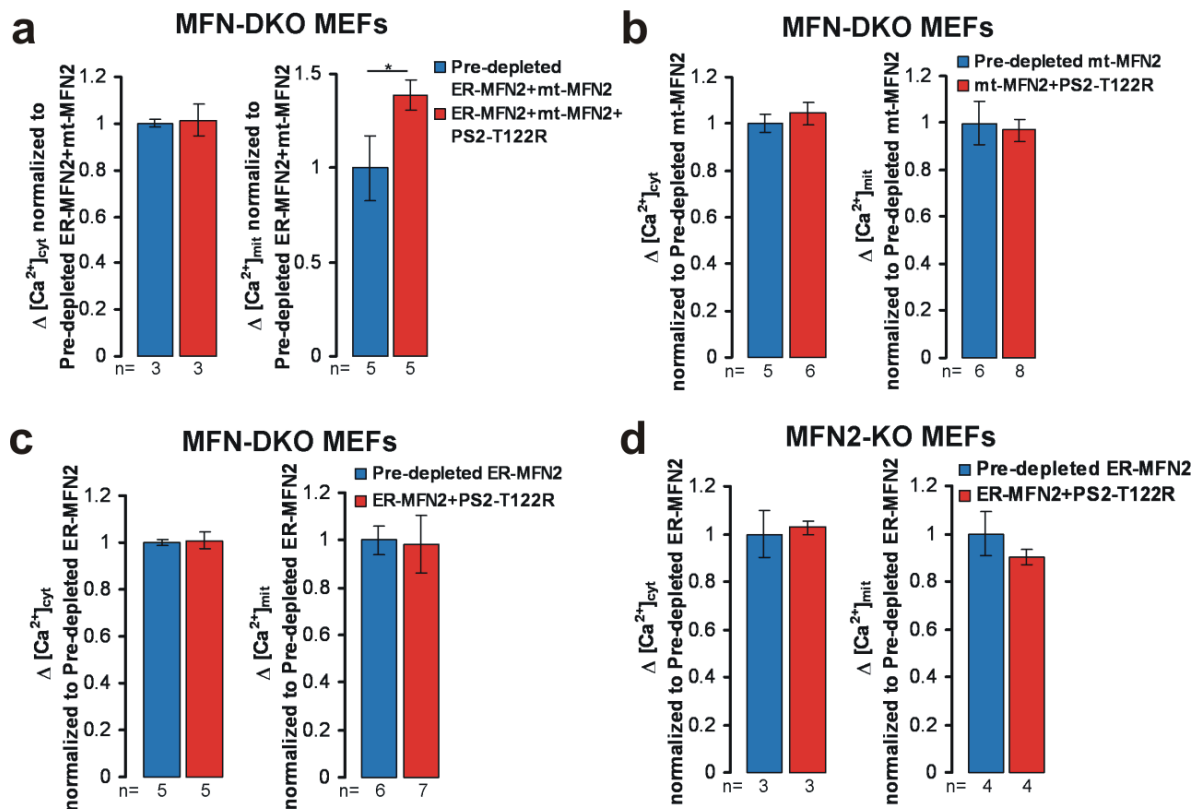 a
MFN-DKO MEFs
Δ [Ca²⁺]cyt normalized to
Pre-depleted ER-MFN2+mt-MFN2
1.2
1
0.8
0.6
0.4
0.2
0
n= 3 3
Δ [Ca²⁺]mit normalized to
Pre-depleted ER-MFN2+mt-MFN2
1.5
1
0.5
0
*
n= 5 5
Pre-depleted
ER-MFN2+mt-MFN2
ER-MFN2+mt-MFN2+
PS2-T122R
b
MFN-DKO MEFs
Δ [Ca²⁺]cyt
normalized to Pre-depleted mt-MFN2
1.2
1
0.8
0.6
0.4
0.2
0
n= 5 6
Δ [Ca²⁺]mit
normalized to Pre-depleted mt-MFN2
1.2
1
0.8
0.6
0.4
0.2
0
n= 6 8
Pre-depleted mt-MFN2
mt-MFN2+PS2-T122R
c
MFN-DKO MEFs
Δ [Ca²⁺]cyt
normalized to Pre-depleted ER-MFN2
1.2
1
0.8
0.6
0.4
0.2
0
n= 5 5
Δ [Ca²⁺]mit
normalized to Pre-depleted ER-MFN2
1.2
1
0.8
0.6
0.4
0.2
0
n= 6 7
Pre-depleted ER-MFN2
ER-MFN2+PS2-T122R
d
MFN2-KO MEFs
Δ [Ca²⁺]cyt
normalized to Pre-depleted ER-MFN2
1.2
1
0.8
0.6
0.4
0.2
0
n= 3 3
Δ [Ca²⁺]mit
normalized to Pre-depleted ER-MFN2
1.2
1
0.8
0.6
0.4
0.2
0
n= 4 4
Pre-depleted ER-MFN2
ER-MFN2+PS2-T122R